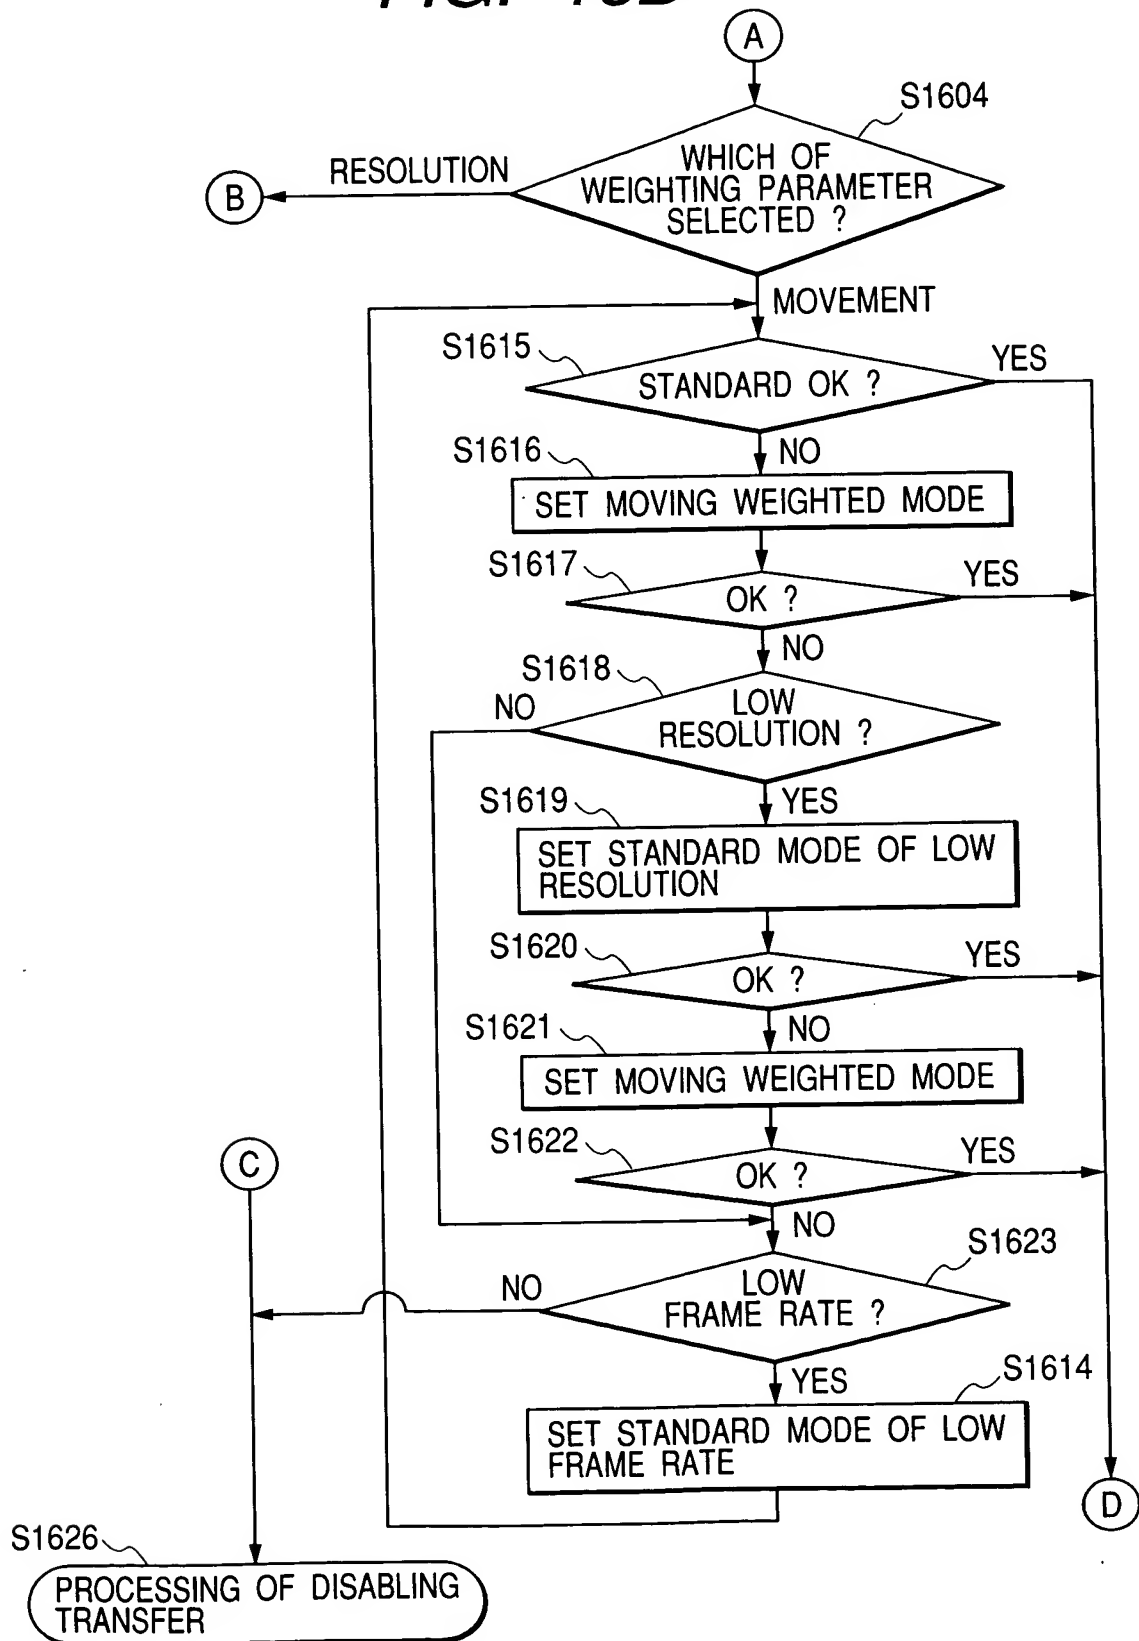 A
S1604
WHICH OF
WEIGHTING PARAMETER
SELECTED ?
RESOLUTION
B
MOVEMENT
S1615
STANDARD OK ?
YES
NO
S1616
SET MOVING WEIGHTED MODE
S1617
OK ?
YES
NO
S1618
LOW
RESOLUTION ?
NO
YES
S1619
SET STANDARD MODE OF LOW
RESOLUTION
S1620
OK ?
YES
NO
S1621
SET MOVING WEIGHTED MODE
S1622
OK ?
YES
NO
C
S1623
LOW
FRAME RATE ?
NO
YES
S1614
SET STANDARD MODE OF LOW
FRAME RATE
D
S1626
PROCESSING OF DISABLING
TRANSFER